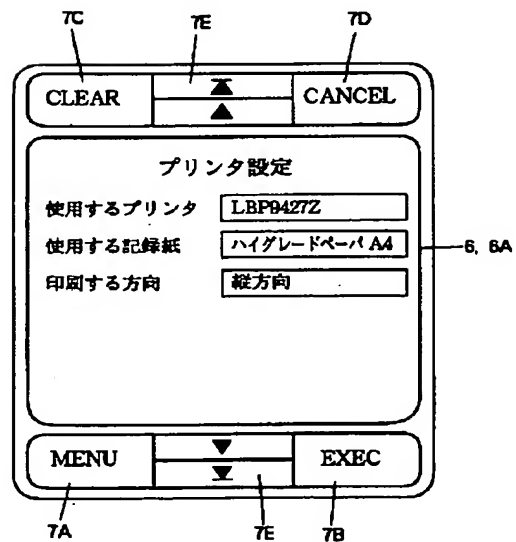 7C 7E 7D
CLEAR CANCEL
プリンタ設定
使用するプリンタ LBP9427Z
使用する記録紙 ハイグレードペーパ A4
6, 6A
印刷する方向 縦方向
MENU EXEC
7A 7E 7B